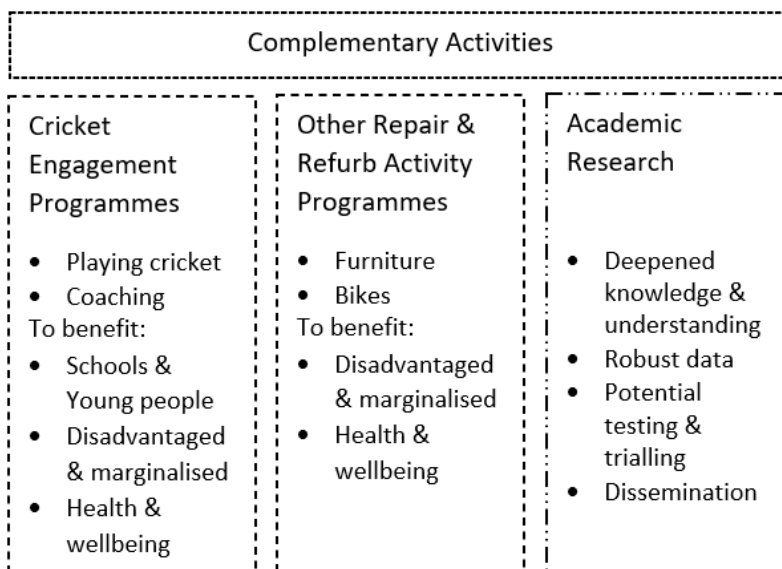 Complementary Activities
Cricket
Engagement
Programmes
• Playing cricket
• Coaching
To benefit:
• Schools &
Young people
• Disadvantaged
& marginalised
• Health &
wellbeing
Other Repair &
Refurb Activity
Programmes
• Furniture
• Bikes
To benefit:
• Disadvantaged
& marginalised
• Health &
wellbeing
Academic
Research
• Deepened
knowledge &
understanding
• Robust data
• Potential
testing &
trialling
• Dissemination